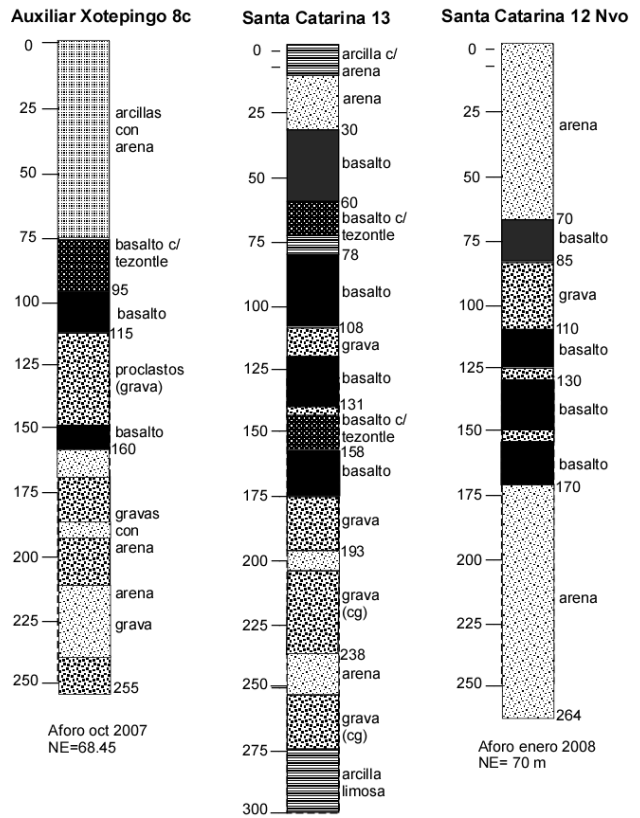 Auxiliar Xotepingo 8c
0
25
50
75
100
125
150
175
200
225
250
arcillas
con
arena
basalto c/
tezontle
95
basalto
115
proclastos
(grava)
basalto
160
gravas
con
arena
arena
grava
255
Aforo oct 2007
NE=68.45
Santa Catarina 13
0
25
50
75
100
125
150
175
200
225
250
275
300
arcilla c/
arena
arena
30
basalto
60
basalto c/
tezontle
78
basalto
108
grava
basalto
131
basalto c/
tezontle
158
basalto
grava
193
grava
(cg)
238
arena
grava
(cg)
arcilla
limosa
Santa Catarina 12 Nvo
0
25
50
75
100
125
150
175
200
225
250
arena
70
basalto
85
grava
110
basalto
130
basalto
basalto
170
arena
264
Aforo enero 2008
NE= 70 m